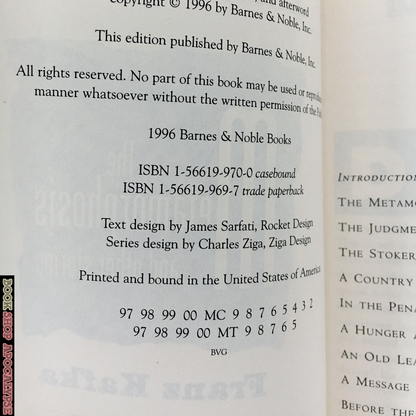 and afterword
copyright © 1996 by Barnes & Noble, Inc.
This edition published by Barnes & Noble, Inc.
All rights reserved. No part of this book may be used or
manner whatsoever without the written permission of the
1996 Barnes & Noble Books
ISBN 1-56619-970-0 casebound
ISBN 1-56619-969-7 trade paperback
Text design by James Sarfati, Rocket Design
Series design by Charles Ziga, Ziga Design
Printed and bound in the United States of America
97 98 99 00 MC 9 8 7 6 5 4 3 2
97 98 99 00 MT 9 8 7 6 5
BVG
INTRODUCTION
THE METAMO
THE JUDGME
THE STOKER
A COUNTRY
IN THE PENA
A HUNGER A
AN OLD LEA
A MESSAGE
BEFORE THE
Franz Kafka
BOOK SHOP APOCALYPSE